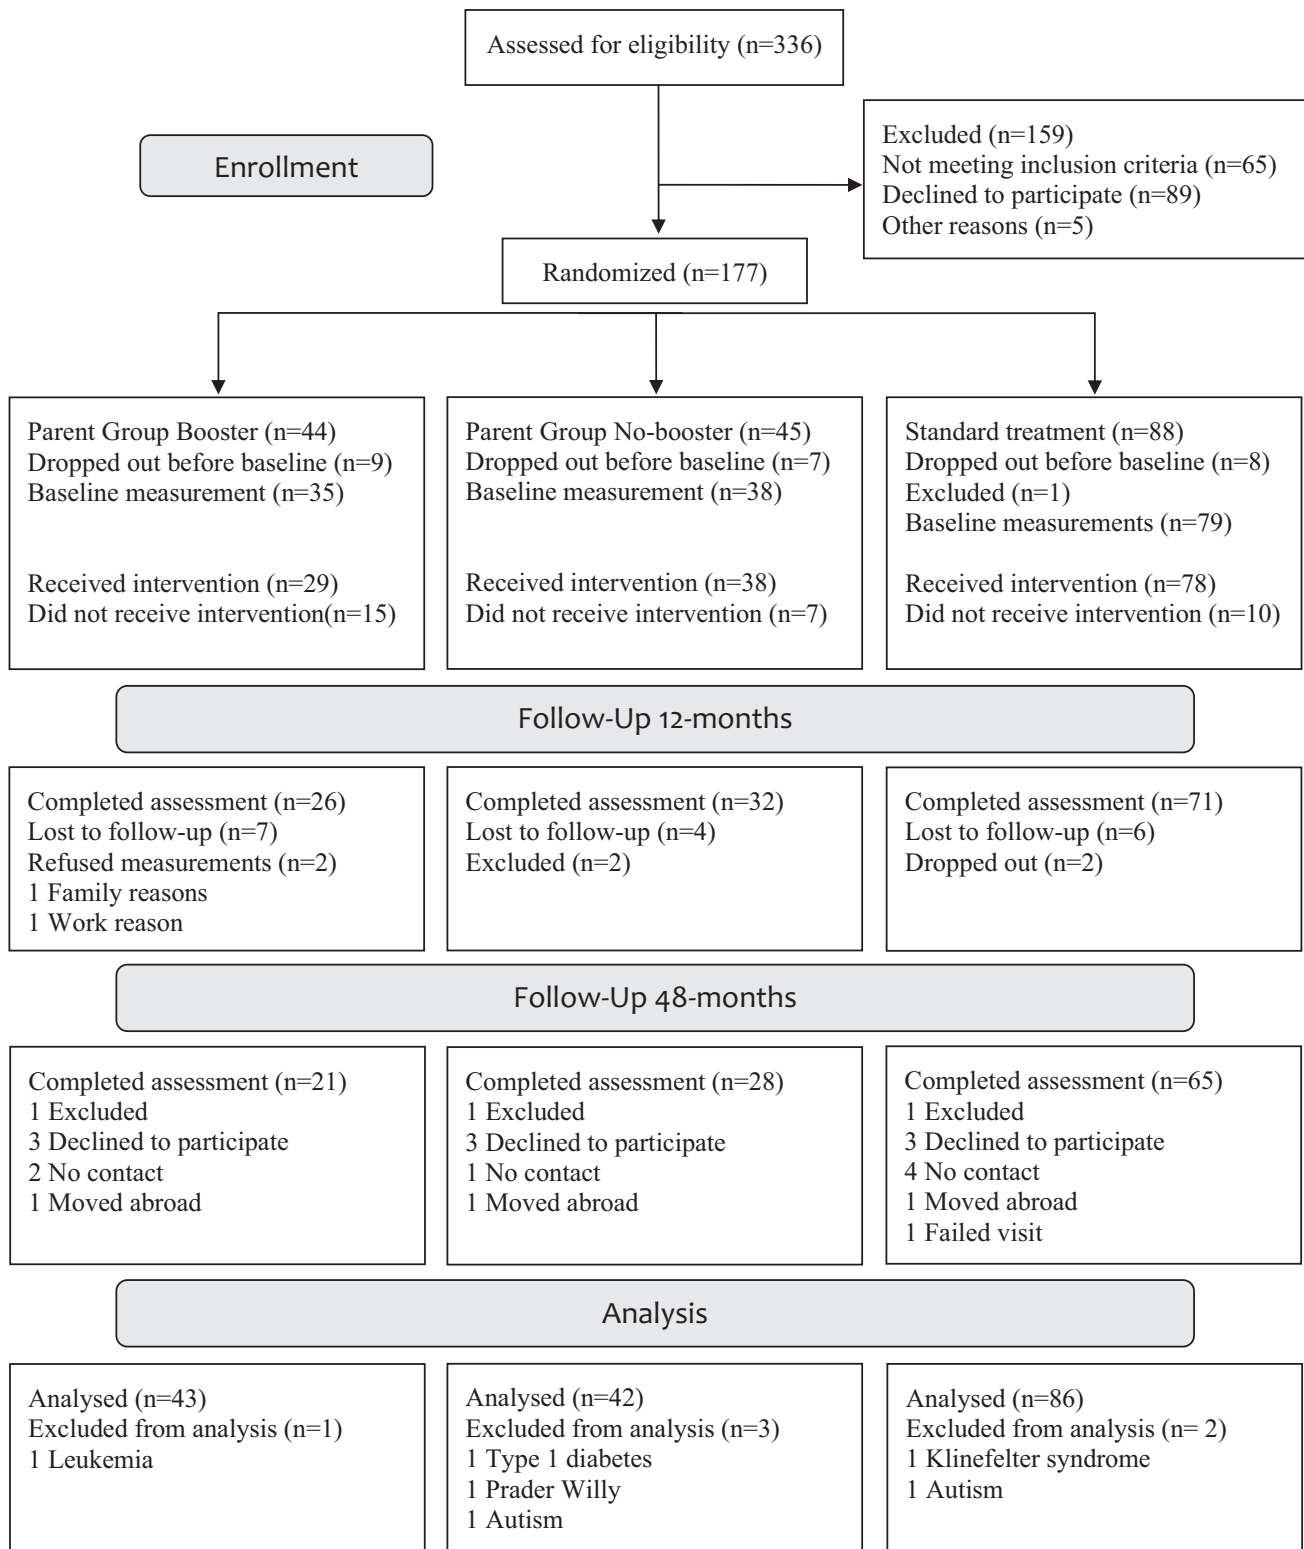 Assessed for eligibility (n=336)
Excluded (n=159)
Not meeting inclusion criteria (n=65)
Declined to participate (n=89)
Other reasons (n=5)
Enrollment
Randomized (n=177)
Parent Group Booster (n=44)
Dropped out before baseline (n=9)
Baseline measurement (n=35)
Received intervention (n=29)
Did not receive intervention(n=15)
Parent Group No-booster (n=45)
Dropped out before baseline (n=7)
Baseline measurement (n=38)
Received intervention (n=38)
Did not receive intervention (n=7)
Standard treatment (n=88)
Dropped out before baseline (n=8)
Excluded (n=1)
Baseline measurements (n=79)
Received intervention (n=78)
Did not receive intervention (n=10)
Follow-Up 12-months
Completed assessment (n=26)
Lost to follow-up (n=7)
Refused measurements (n=2)
1 Family reasons
1 Work reason
Completed assessment (n=32)
Lost to follow-up (n=4)
Excluded (n=2)
Completed assessment (n=71)
Lost to follow-up (n=6)
Dropped out (n=2)
Follow-Up 48-months
Completed assessment (n=21)
1 Excluded
3 Declined to participate
2 No contact
1 Moved abroad
Completed assessment (n=28)
1 Excluded
3 Declined to participate
1 No contact
1 Moved abroad
Completed assessment (n=65)
1 Excluded
3 Declined to participate
4 No contact
1 Moved abroad
1 Failed visit
Analysis
Analysed (n=43)
Excluded from analysis (n=1)
1 Leukemia
Analysed (n=42)
Excluded from analysis (n=3)
1 Type 1 diabetes
1 Prader Willy
1 Autism
Analysed (n=86)
Excluded from analysis (n= 2)
1 Klinefelter syndrome
1 Autism